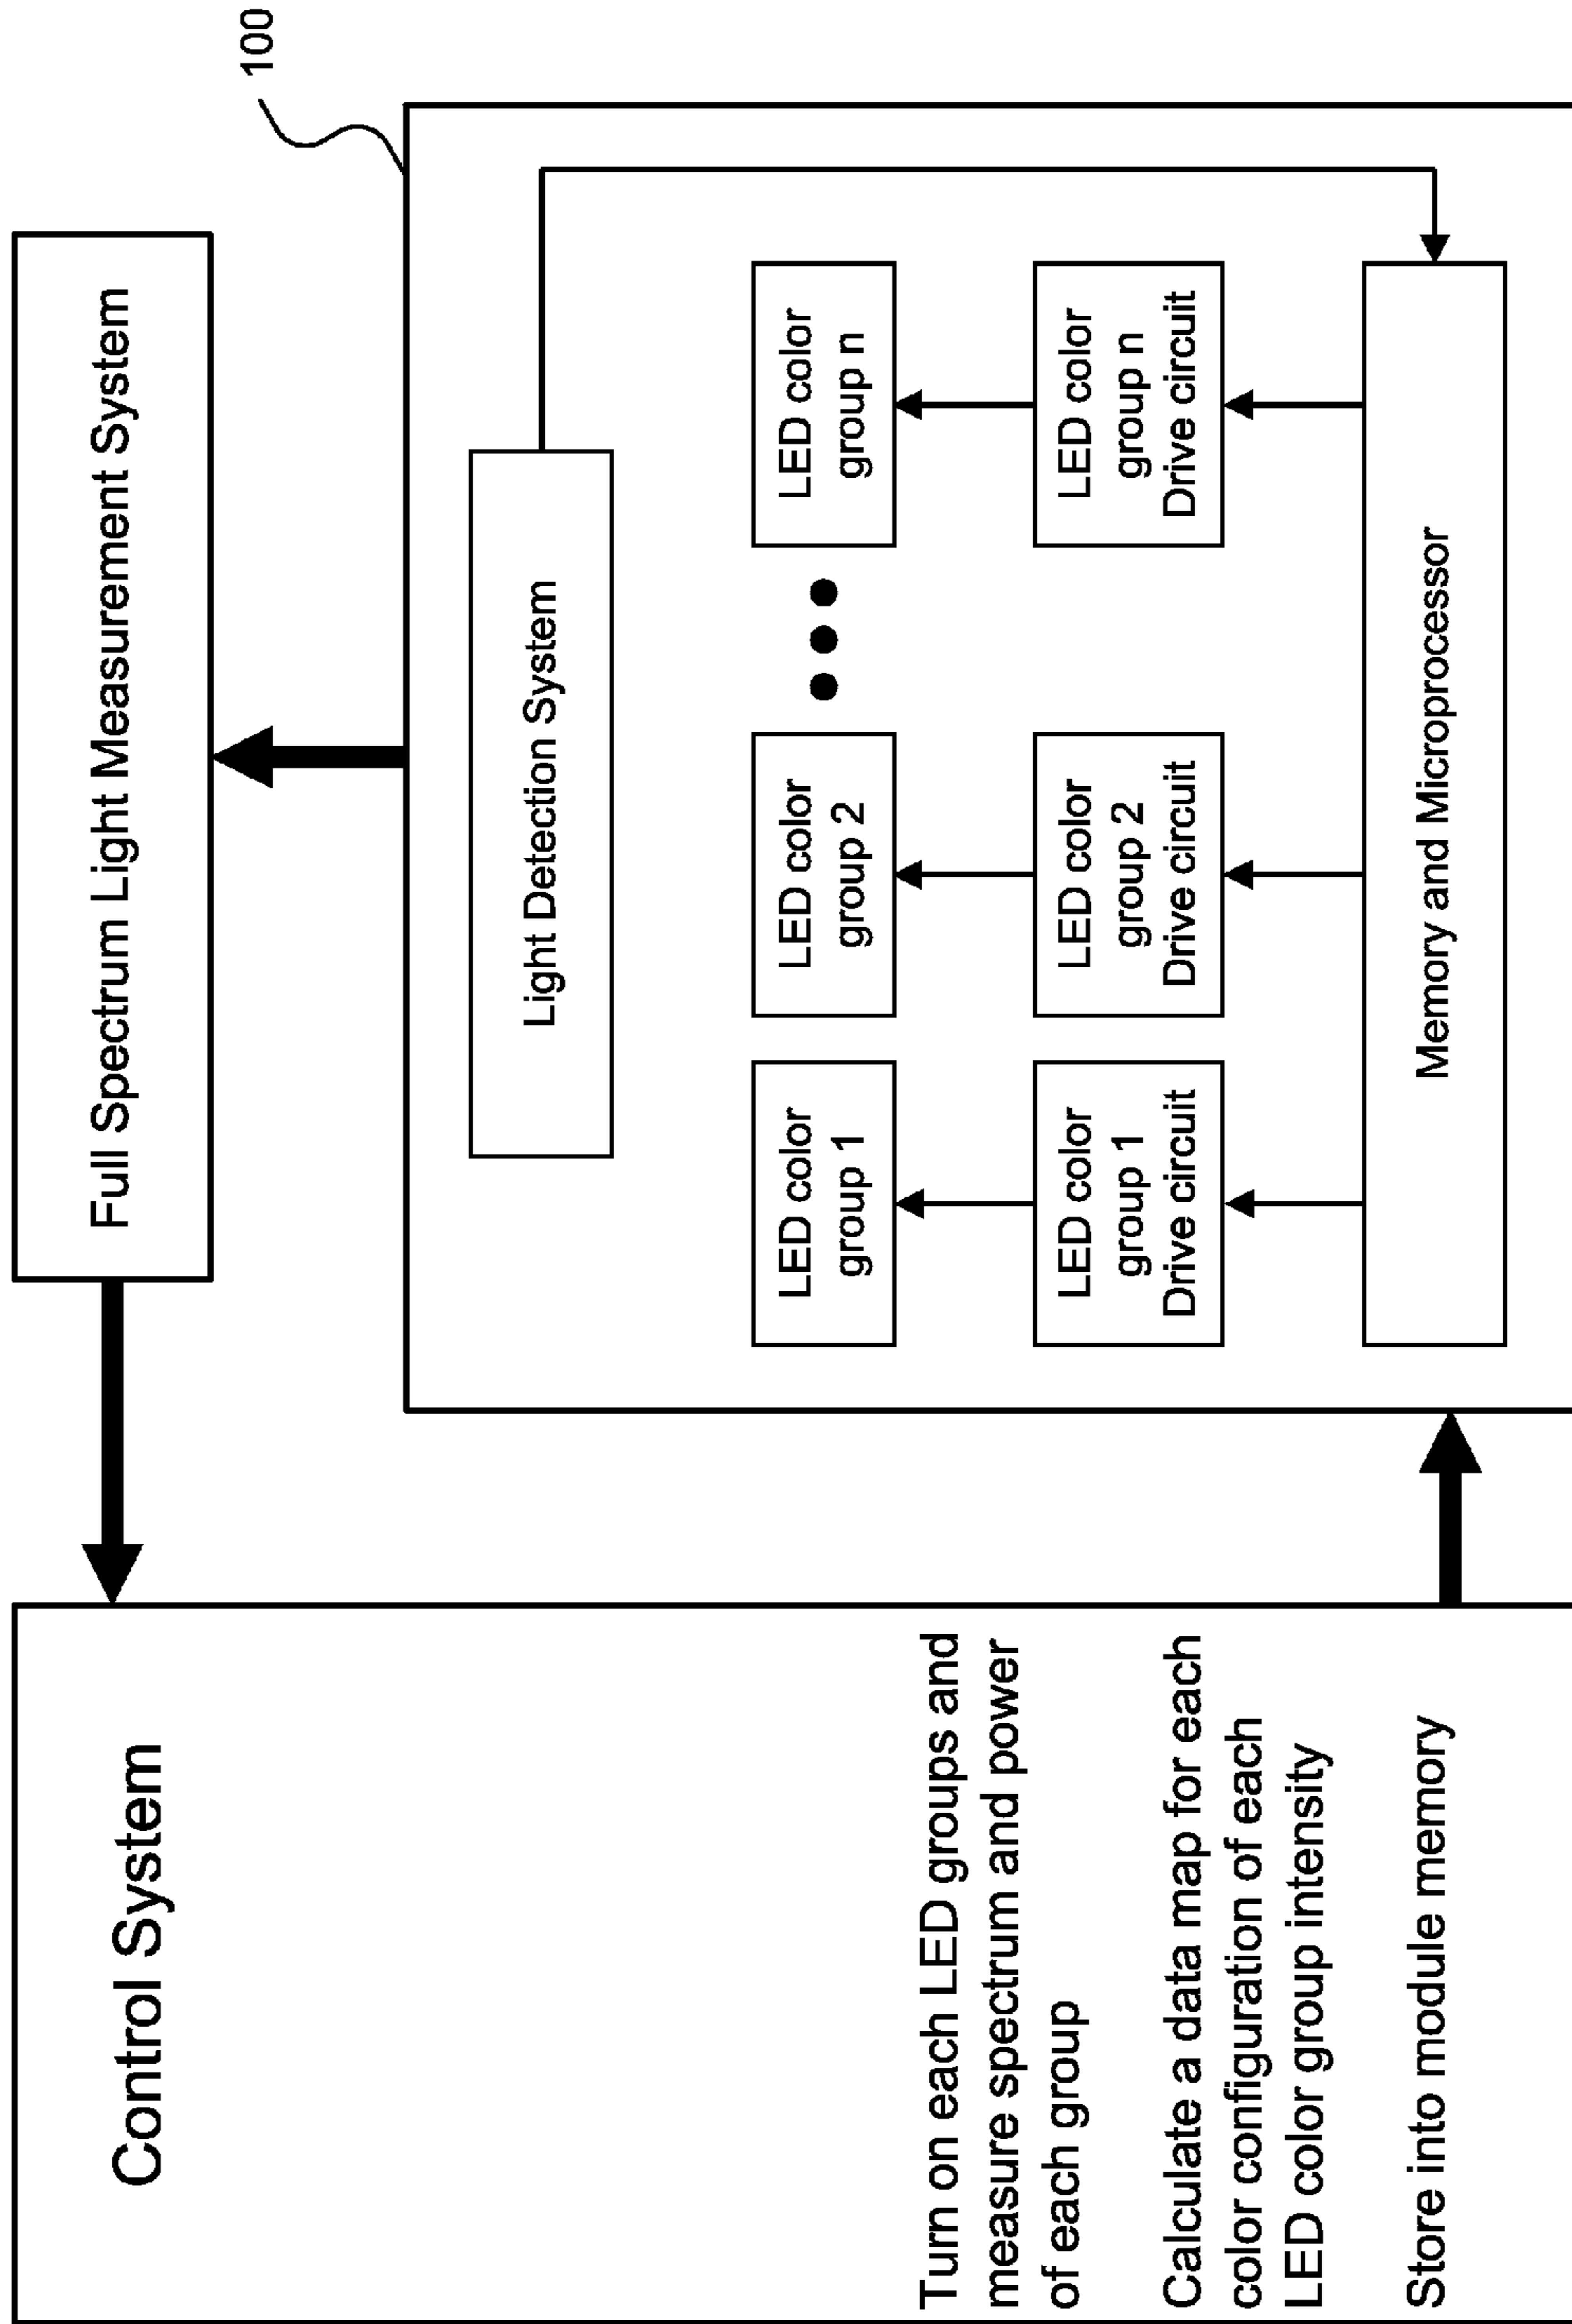 Control System
Turn on each LED groups and
measure spectrum and power
of each group
Calculate a data map for each
color configuration of each
LED color group intensity
Store into module memory
Full Spectrum Light Measurement System
100
Light Detection System
LED color
group 1
LED color
group 2
LED color
group n
LED color
group 1
Drive circuit
LED color
group 2
Drive circuit
LED color
group n
Drive circuit
Memory and Microprocessor